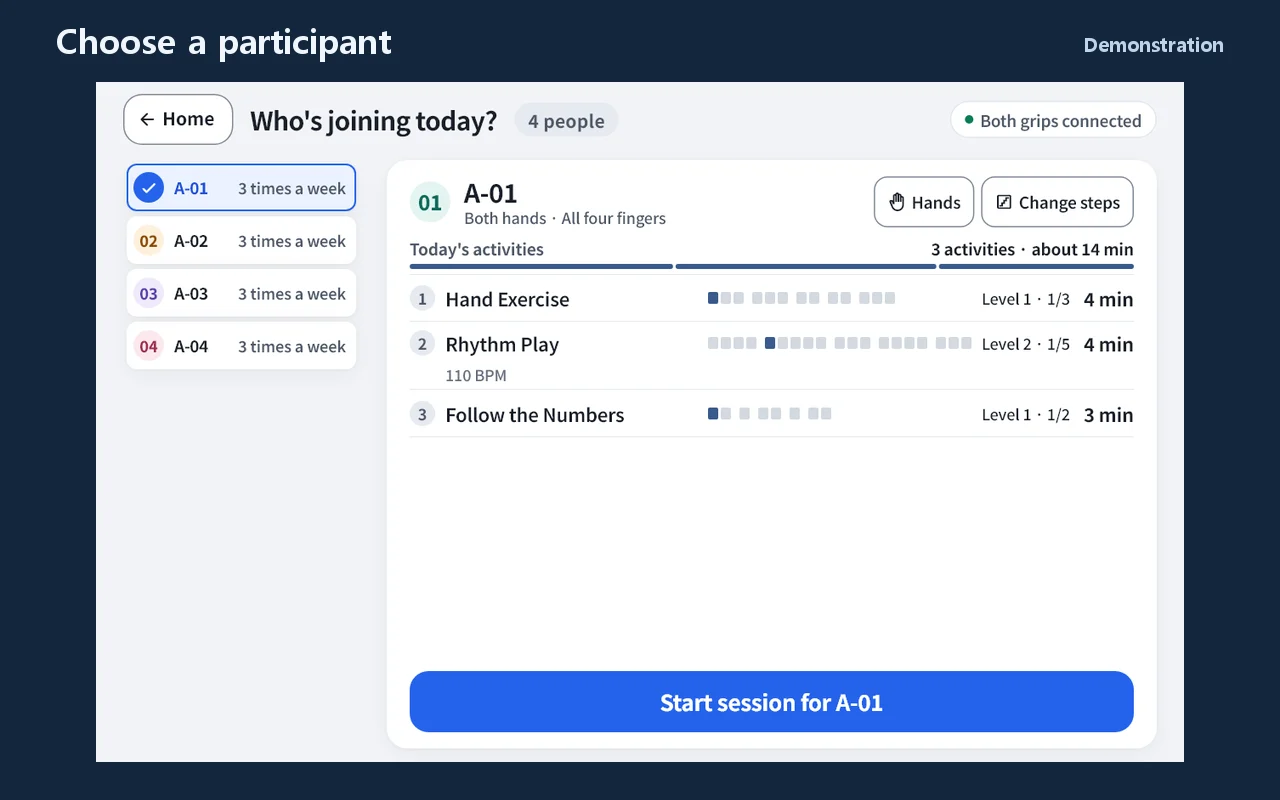 Choose a participant
Demonstration
← Home
Who's joining today?
4 people
Both grips connected
A-01 3 times a week
02 A-02 3 times a week
03 A-03 3 times a week
04 A-04 3 times a week
01 A-01
Both hands · All four fingers
Hands
Change steps
Today's activities
3 activities · about 14 min
1 Hand Exercise Level 1 · 1/3 4 min
2 Rhythm Play Level 2 · 1/5 4 min
110 BPM
3 Follow the Numbers Level 1 · 1/2 3 min
Start session for A-01